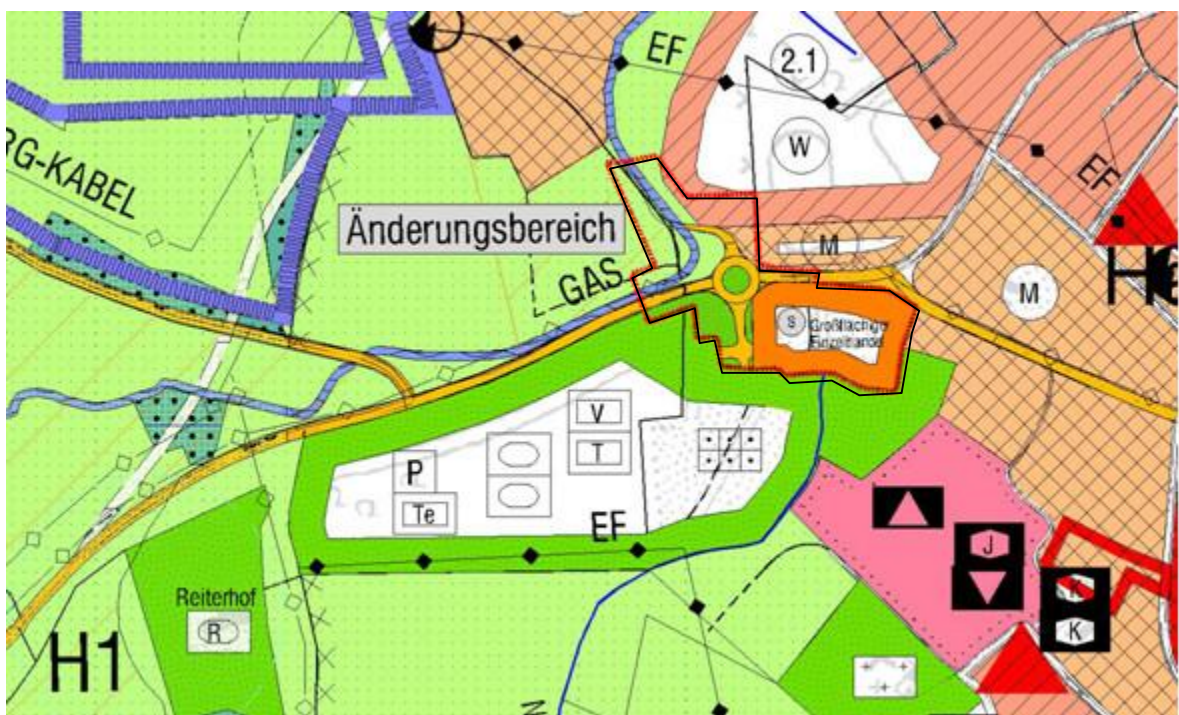 EF
2.1
W
EF
RG-KABEL
Änderungsbereich
M
GAS
M
S
Großflächiger
Einzelhandel
V
T
P
Te
EF
J
K
K
Reiterhof
R
H1